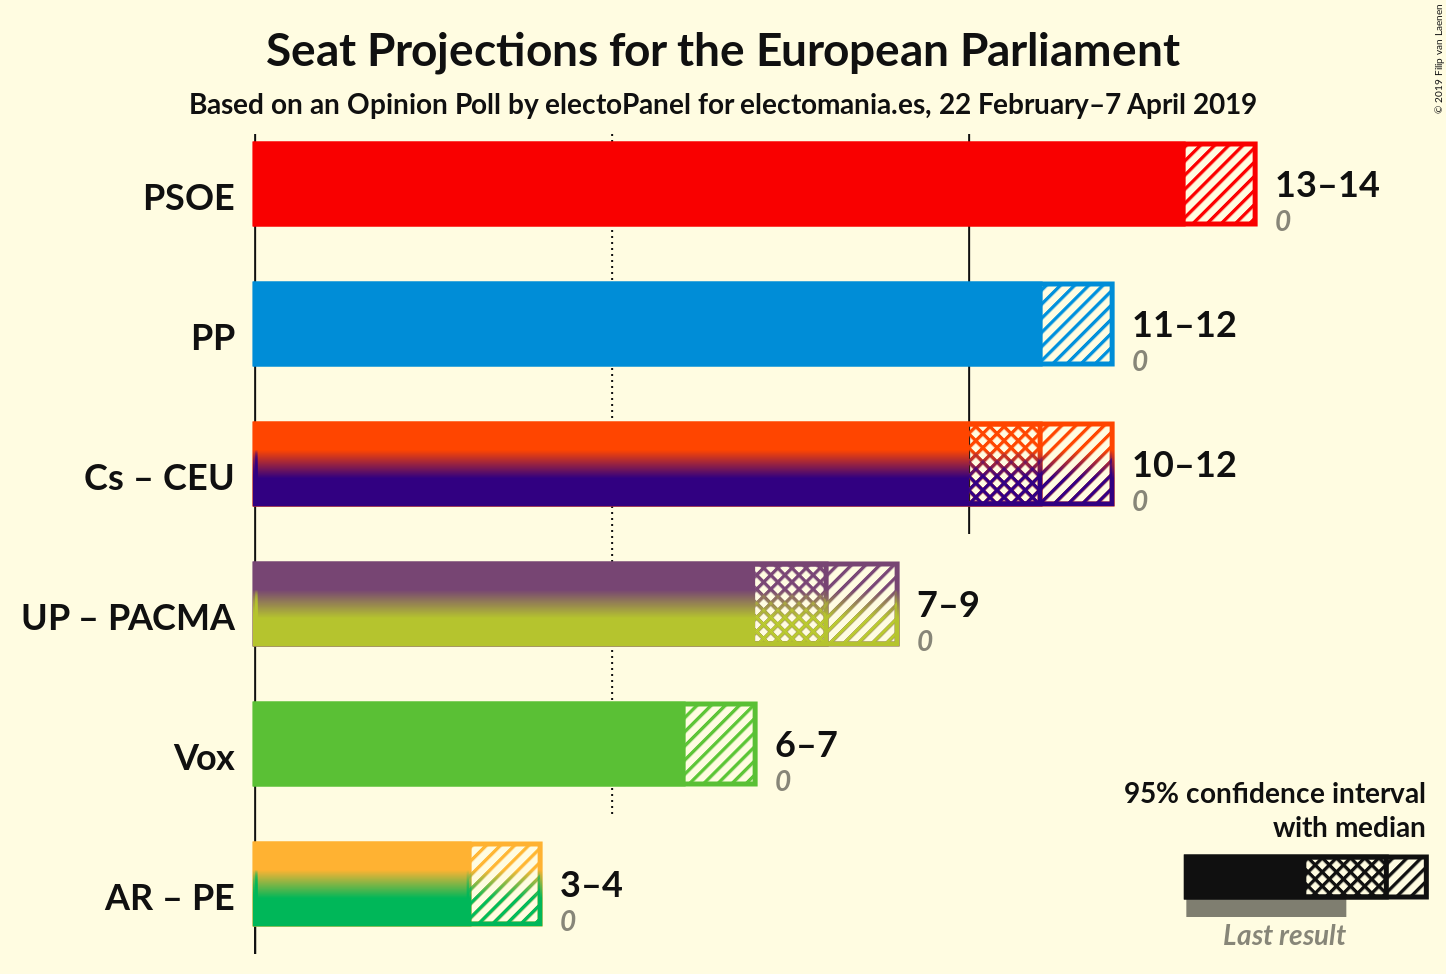 Seat Projections for the European Parliament
Based on an Opinion Poll by electoPanel for electomania.es, 22 February–7 April 2019
© 2019 Filip van Laenen
PSOE
13–14
0
PP
11–12
0
Cs – CEU
10–12
0
UP – PACMA
7–9
0
Vox
6–7
0
AR – PE
3–4
0
95% confidence interval
with median
Last result